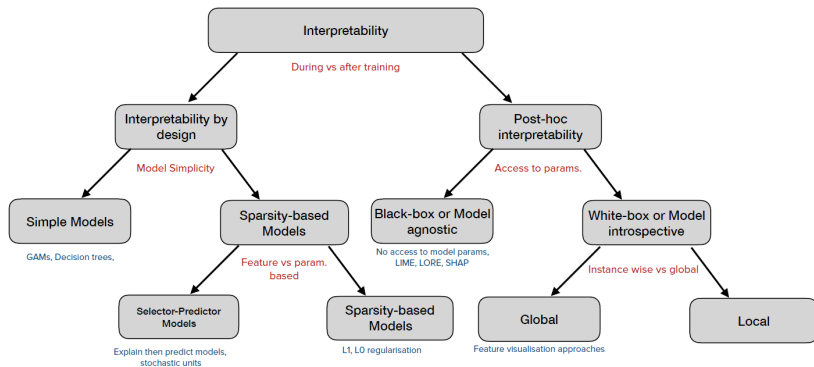 Interpretability
During vs after training
Interpretability by
design
Post-hoc
interpretability
Model Simplicity
Access to params.
Simple Models
Sparsity-based
Models
Black-box or Model
agnostic
White-box or Model
introspective
GAMs, Decision trees,
No access to model params,
LIME, LORE, SHAP
Feature vs param.
based
Instance wise vs global
Selector-Predictor
Models
Sparsity-based
Models
Global
Local
Explain then predict models,
stochastic units
L1, L0 regularisation
Feature visualisation approaches